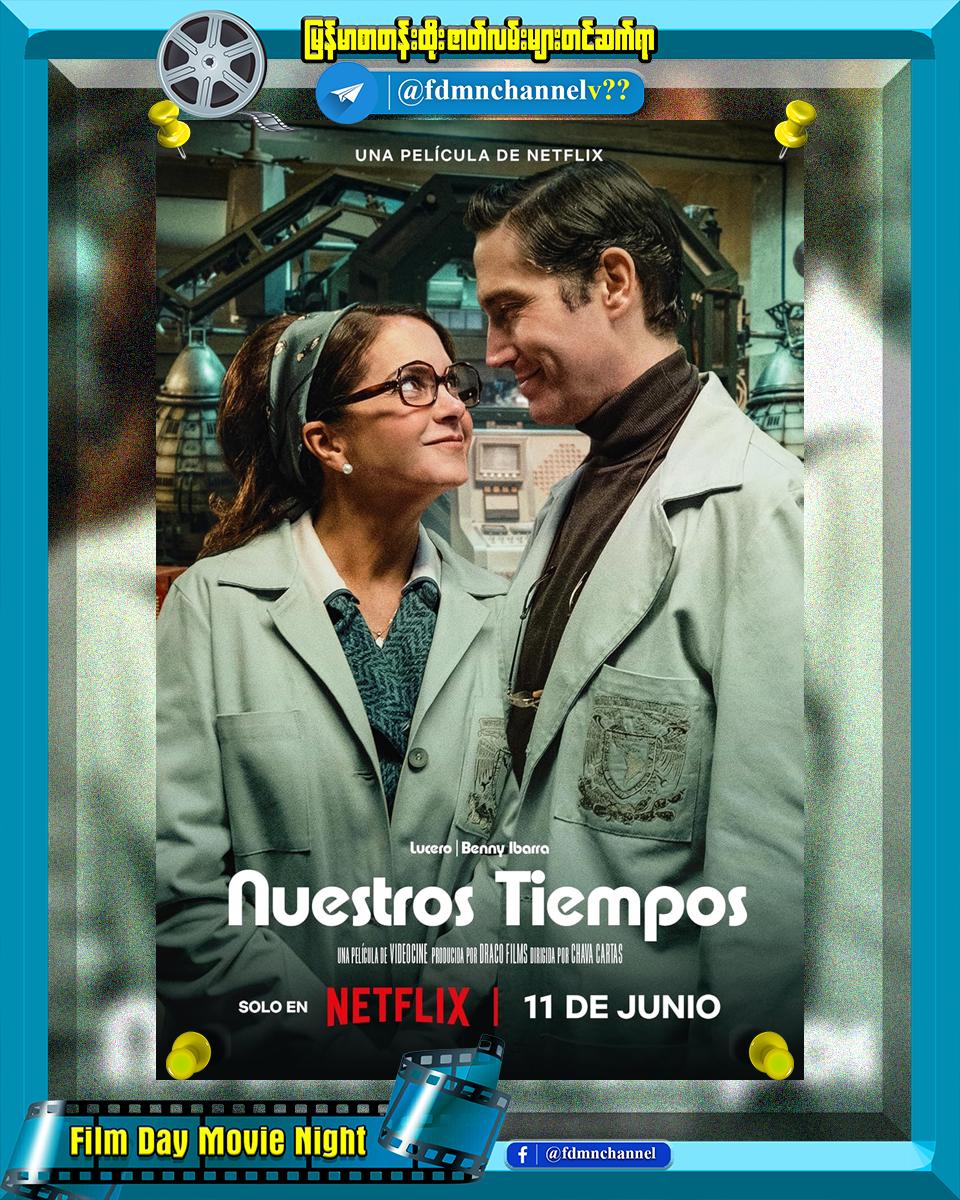 မြန်မာစာတန်းထိုးဇာတ်လမ်းများတင်ဆက်ရာ
@fdmnchannelv??
UNA PELÍCULA DE NETFLIX
Lucero | Benny Ibarra
Nuestros Tiempos
UNA PELÍCULA DE VIDEOCINE PRODUCIDA POR DRACO FILMS DIRIGIDA POR CHAVA CARTAS
SOLO EN NETFLIX | 11 DE JUNIO
Film Day Movie Night
f | @fdmnchannel